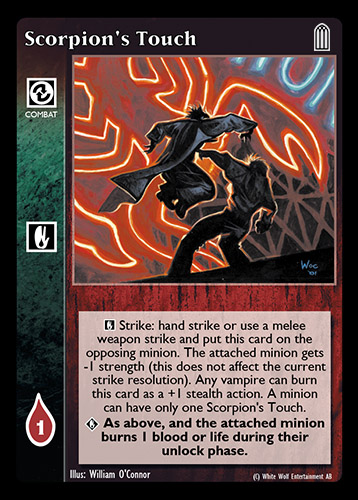 Scorpion's Touch
COMBAT
Woc
Strike: hand strike or use a melee
weapon strike and put this card on the
opposing minion. The attached minion gets
-1 strength (this does not affect the current
strike resolution). Any vampire can burn
this card as a +1 stealth action. A minion
can have only one Scorpion's Touch.
As above, and the attached minion
burns 1 blood or life during their
unlock phase.
1
Illus: William O'Connor
(C) White Wolf Entertainment AB